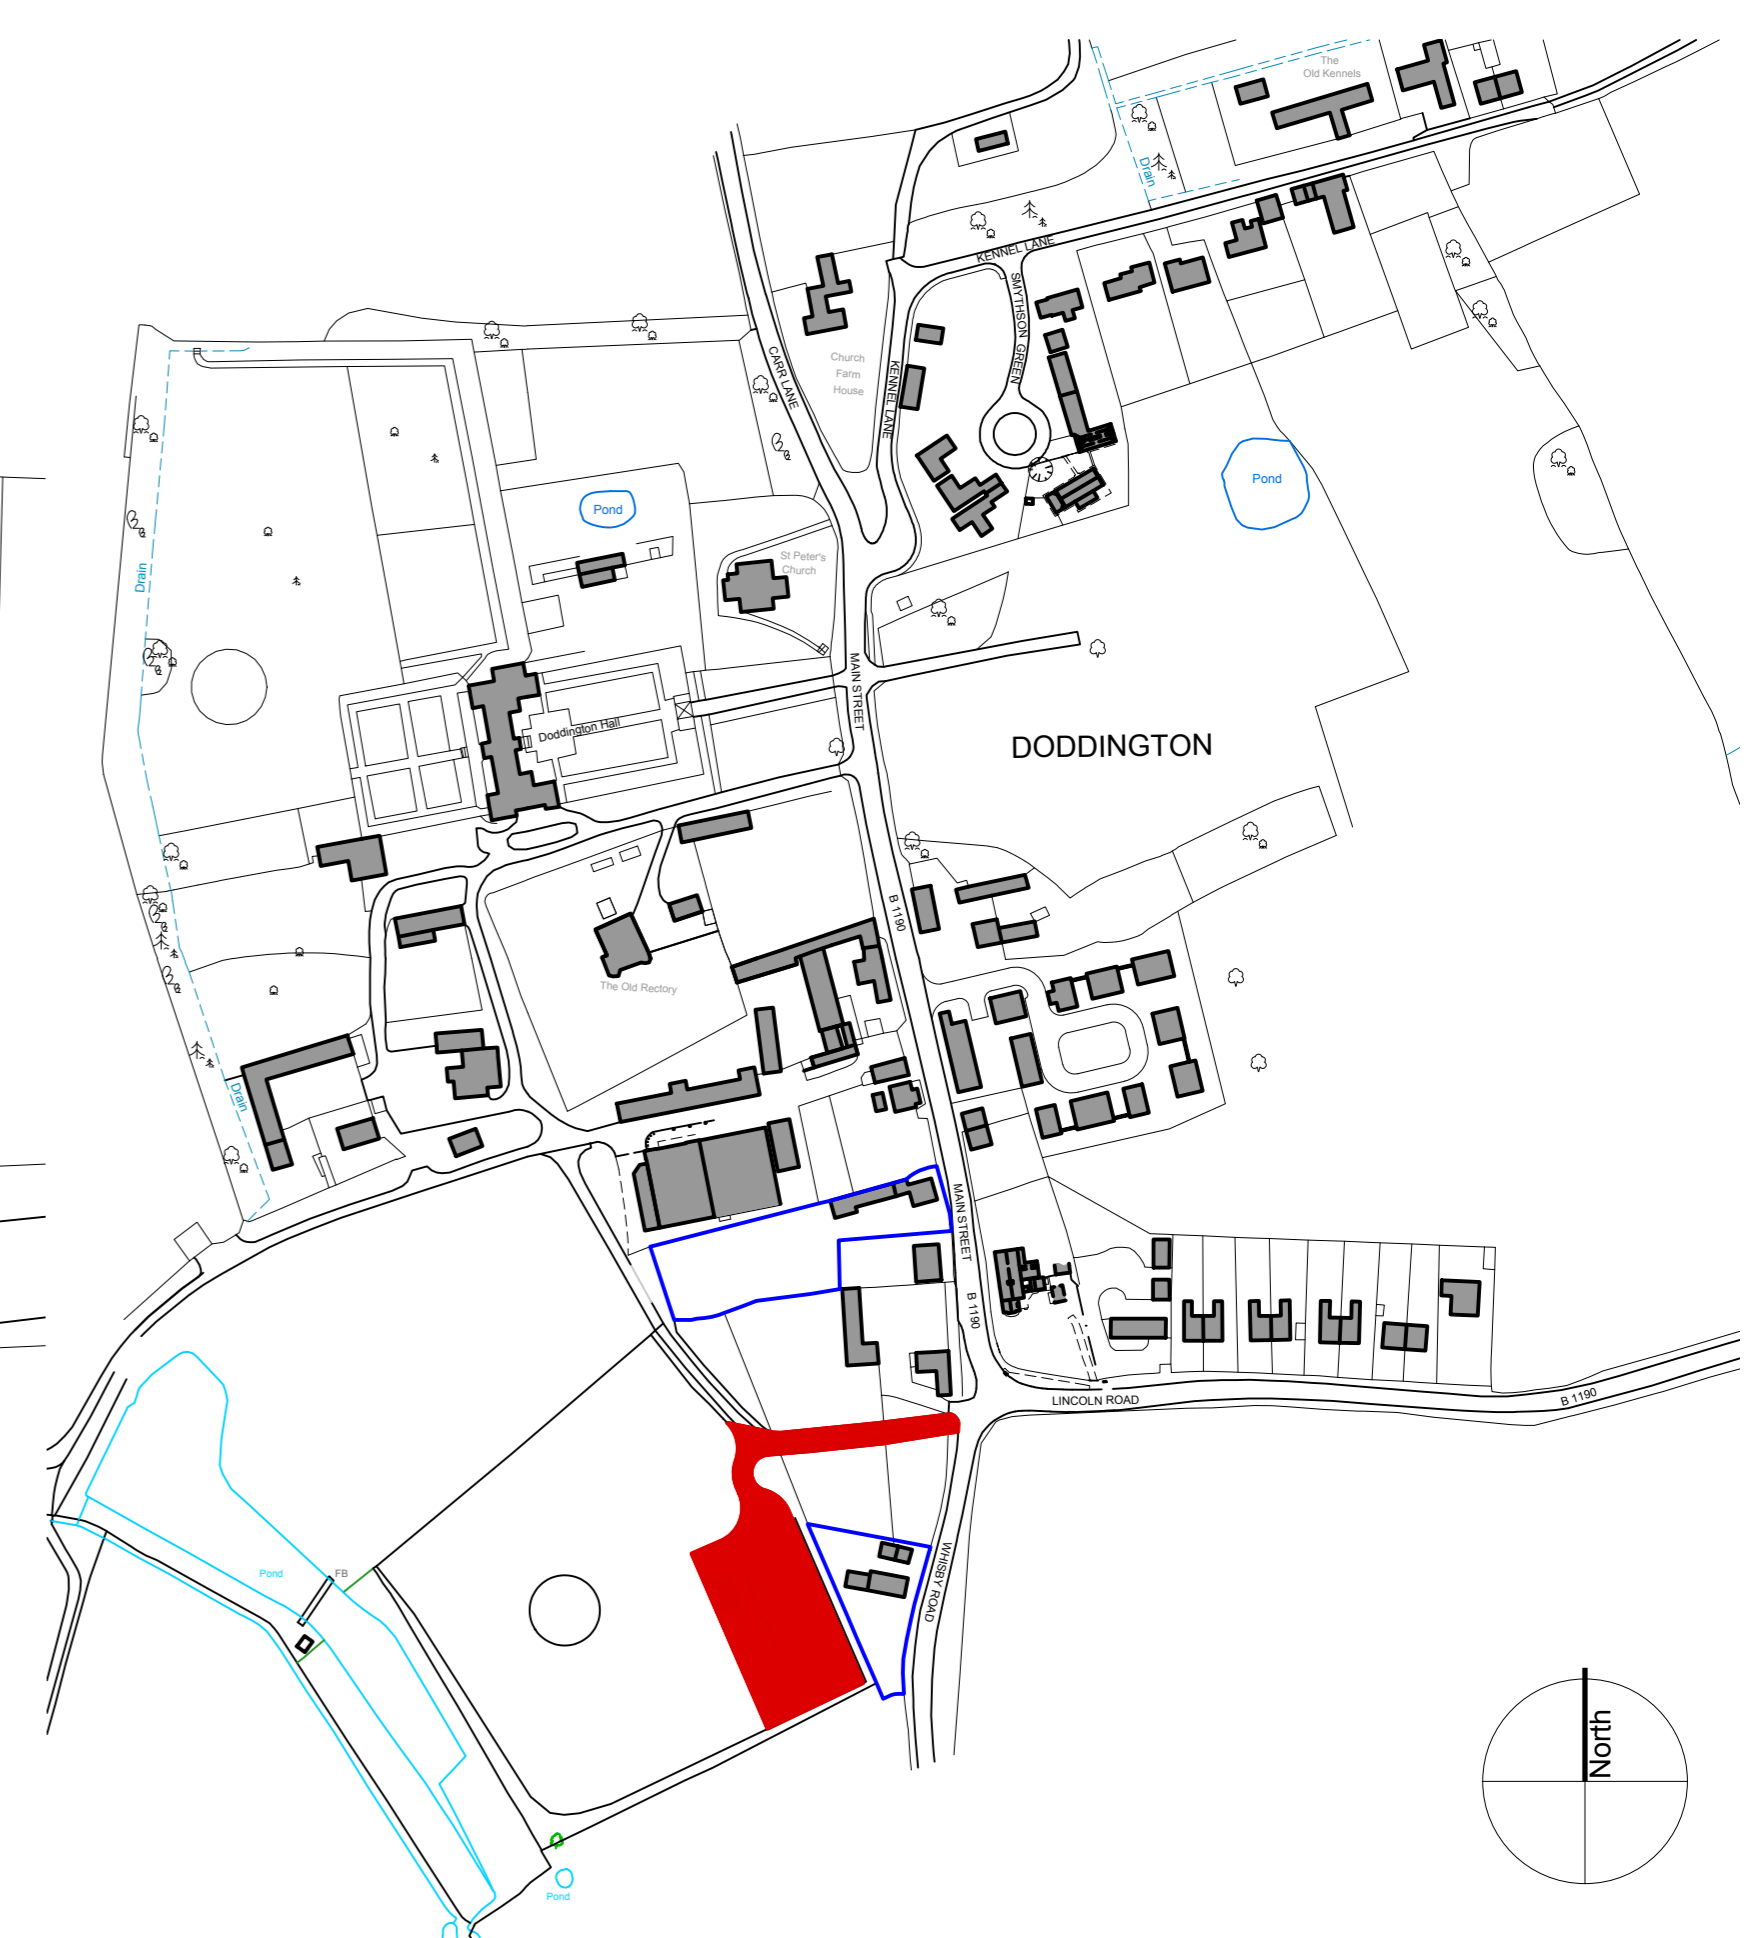 The
Old Kennels
Drain
KENNEL LANE
SMYTHSON GREEN
CARR LANE
Church
Farm
House
KENNEL LANE
Pond
Pond
St Peter's
Church
Drain
MAIN STREET
Doddington Hall
DODDINGTON
B 1190
The Old Rectory
Drain
MAIN STREET
B 1190
LINCOLN ROAD
B 1190
WHISBY ROAD
Pond
FB
North
Pond